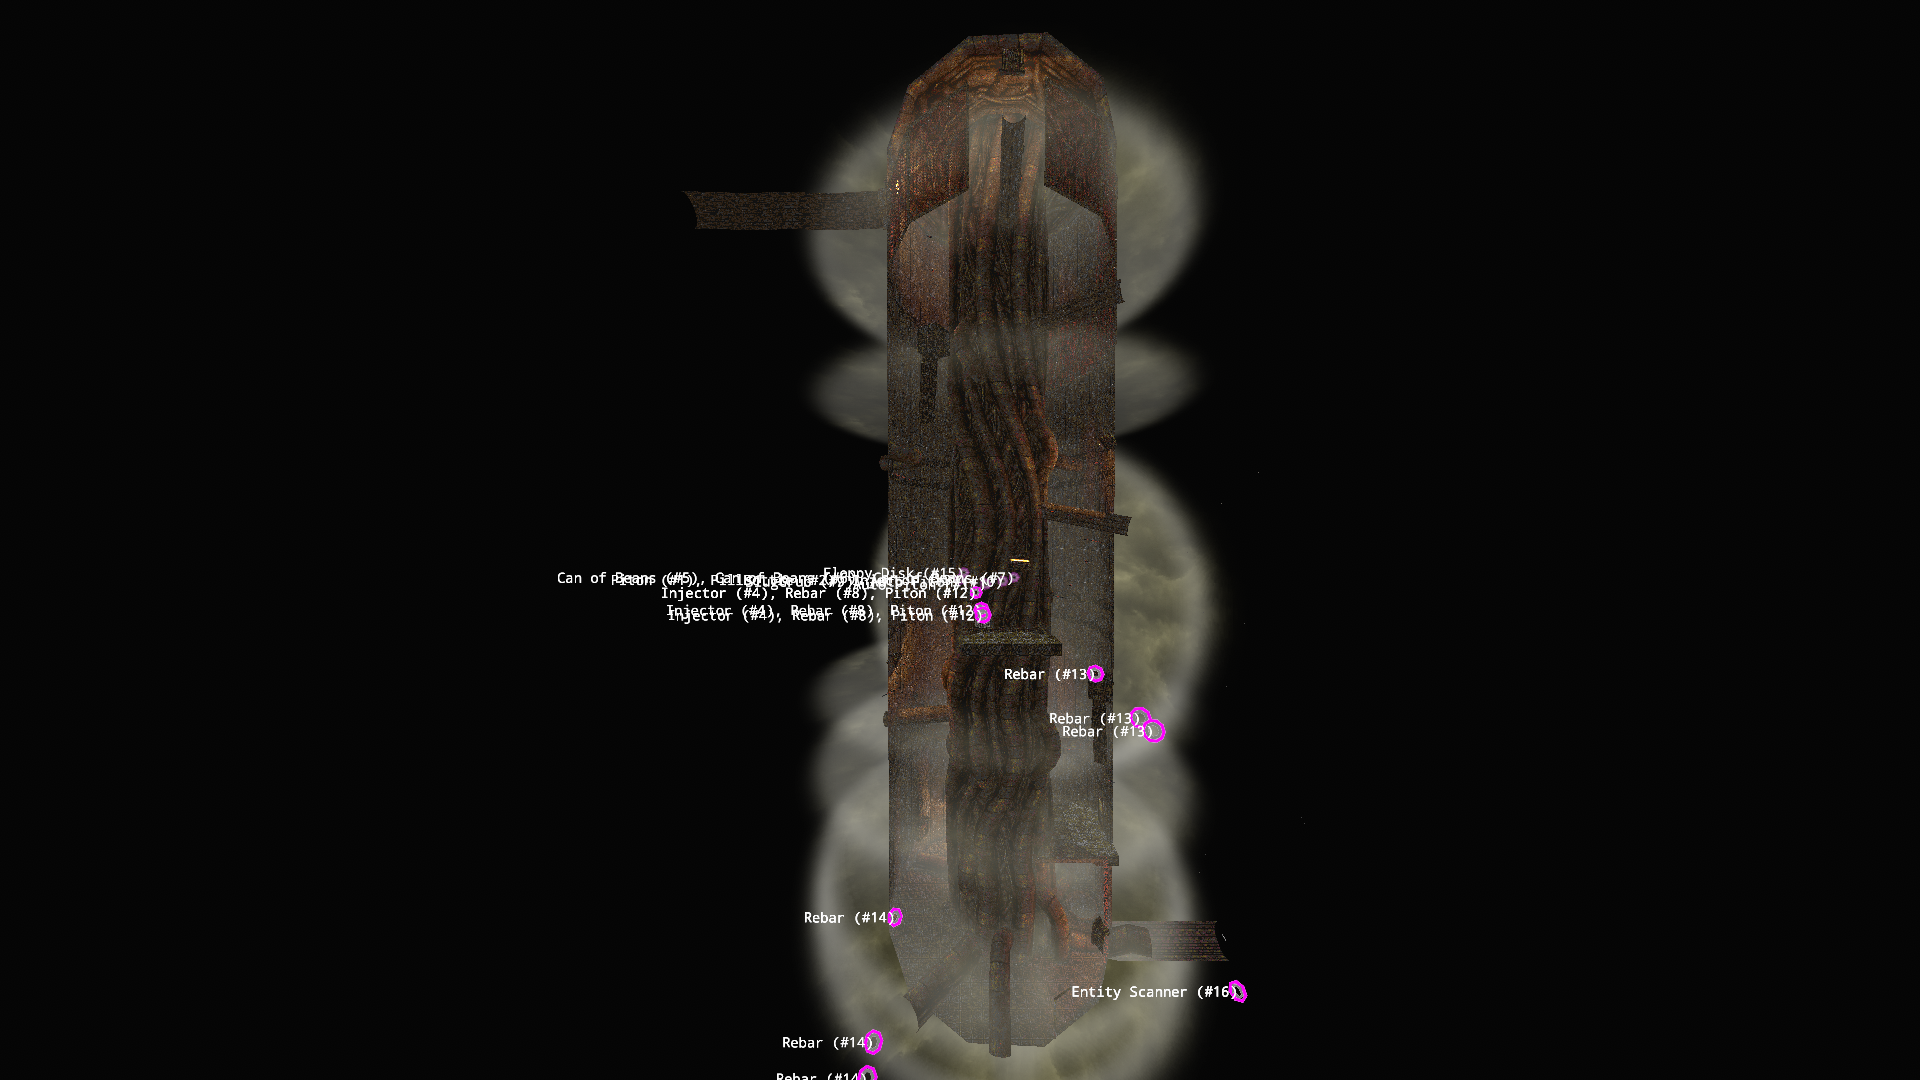 Floppy Disk (#15)
Can of Beans (#5),
Injector (#4), Rebar (#8), Piton (#12)
Injector (#4), Rebar (#8), Piton (#12)
Injector (#4), Rebar (#8), Piton (#12)
Rebar (#13)
Rebar (#13)
Rebar (#13)
Rebar (#14)
Entity Scanner (#16)
Rebar (#14)
Rebar (#14)